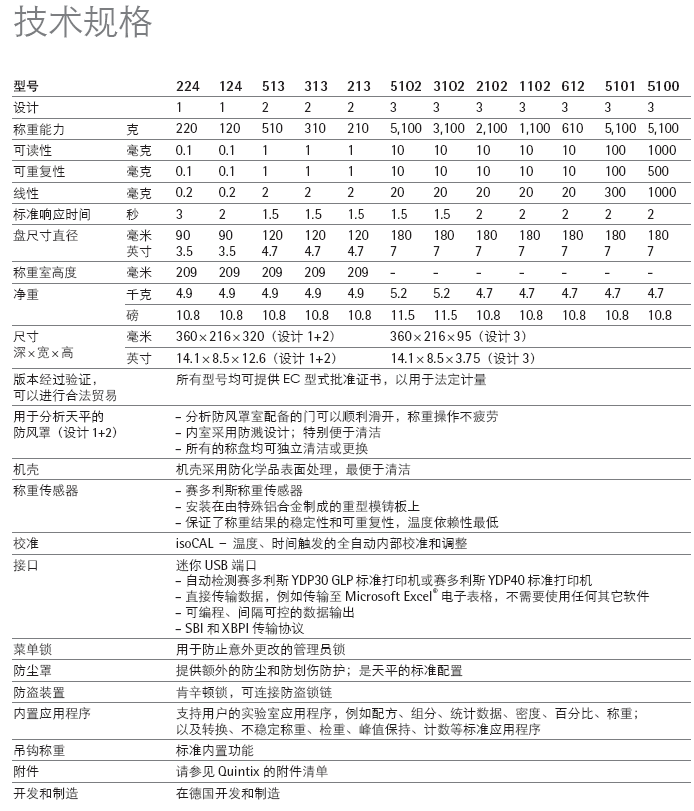 技术规格
型号 224 124 513 313 213 5102 3102 2102 1102 612 5101 5100
设计 1 1 2 2 2 3 3 3 3 3 3 3
称重能力 克 220 120 510 310 210 5,100 3,100 2,100 1,100 610 5,100 5,100
可读性 毫克 0.1 0.1 1 1 1 10 10 10 10 10 100 1000
可重复性 毫克 0.1 0.1 1 1 1 10 10 10 10 10 100 500
线性 毫克 0.2 0.2 2 2 2 20 20 20 20 20 300 1000
标准响应时间 秒 3 2 1.5 1.5 1.5 1.5 1.5 2 2 2 2 2
盘尺寸直径 毫米 90 90 120 120 120 180 180 180 180 180 180 180
英寸 3.5 3.5 4.7 4.7 4.7 7 7 7 7 7 7 7
称重室高度 毫米 209 209 209 209 209 – – – – – – –
净重 千克 4.9 4.9 4.9 4.9 4.9 5.2 5.2 4.7 4.7 4.7 4.7 4.7
磅 10.8 10.8 10.8 10.8 10.8 11.5 11.5 10.8 10.8 10.8 10.8 10.8
尺寸 毫米 360×216×320（设计 1+2） 360×216×95（设计 3）
深×宽×高
英寸 14.1×8.5×12.6（设计 1+2） 14.1×8.5×3.75（设计 3）
版本经过验证， 所有型号均可提供 EC 型式批准证书，以用于法定计量
可以进行合法贸易
用于分析天平的 – 分析防风罩室配备的门可以顺利滑开，称重操作不疲劳
防风罩（设计 1+2） – 内室采用防溅设计；特别便于清洁
– 所有的称盘均可独立清洁或更换
机壳 机壳采用防化学品表面处理，最便于清洁
称重传感器 – 赛多利斯称重传感器
– 安装在由特殊铝合金制成的重型模铸板上
– 保证了称重结果的稳定性和可重复性，温度依赖性最低
校准 isoCAL – 温度、时间触发的全自动内部校准和调整
接口 迷你 USB 端口
– 自动检测赛多利斯 YDP30 GLP 标准打印机或赛多利斯 YDP40 标准打印机
– 直接传输数据，例如传输至 Microsoft Excel® 电子表格，不需要使用任何其它软件
– 可编程、间隔可控的数据输出
– SBI 和 XBPI 传输协议
菜单锁 用于防止意外更改的管理员锁
防尘罩 提供额外的防尘和防划伤防护；是天平的标准配置
防盗装置 肯辛顿锁，可连接防盗锁链
内置应用程序 支持用户的实验室应用程序，例如配方、组分、统计数据、密度、百分比、称重；
以及转换、不稳定称重、检重、峰值保持、计数等标准应用程序
吊钩称重 标准内置功能
附件 请参见 Quintix 的附件清单
开发和制造 在德国开发和制造